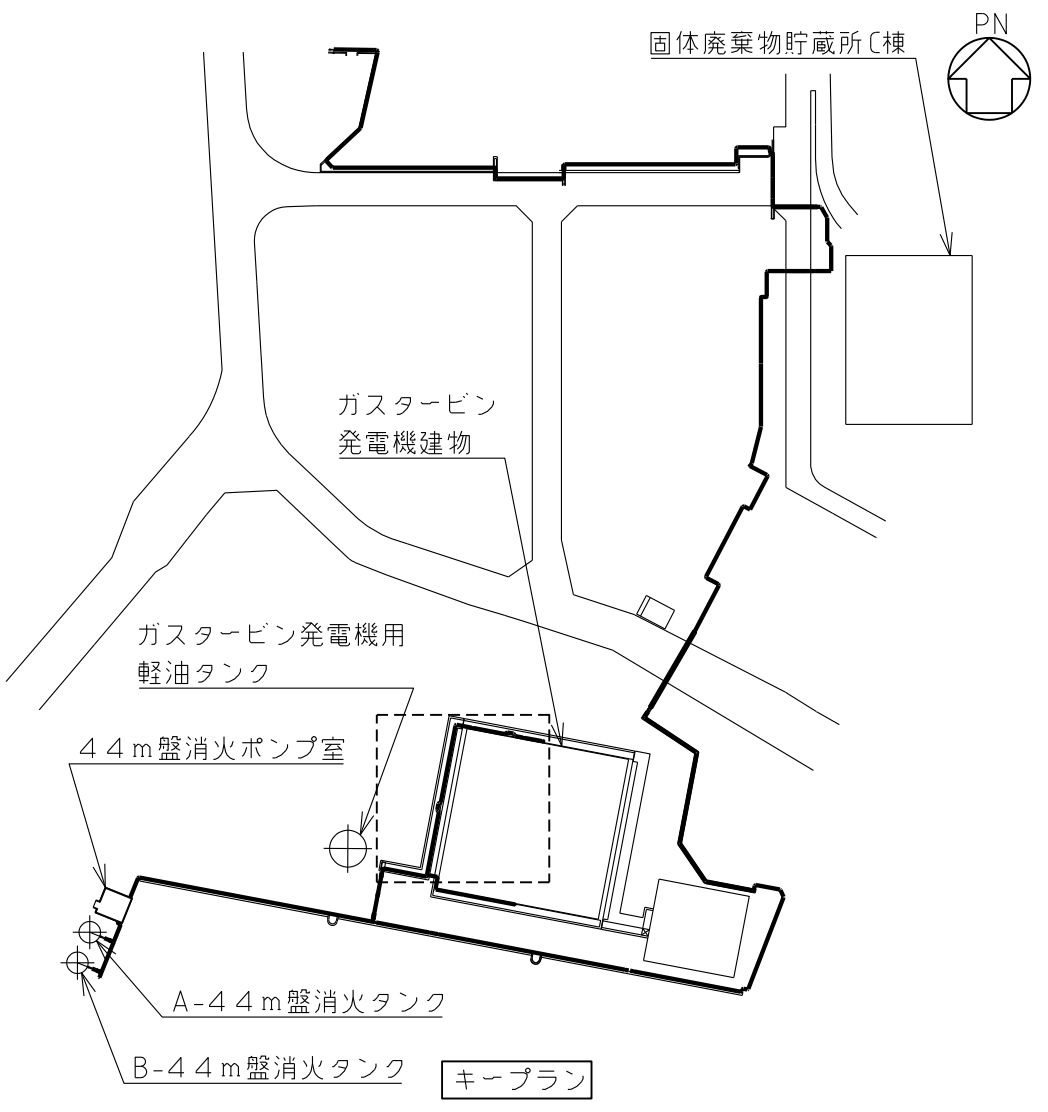 PN
固体廃棄物貯蔵所C棟
ガスタービン
発電機建物
ガスタービン発電機用
軽油タンク
44m盤消火ポンプ室
A-44m盤消火タンク
B-44m盤消火タンク
キープラン